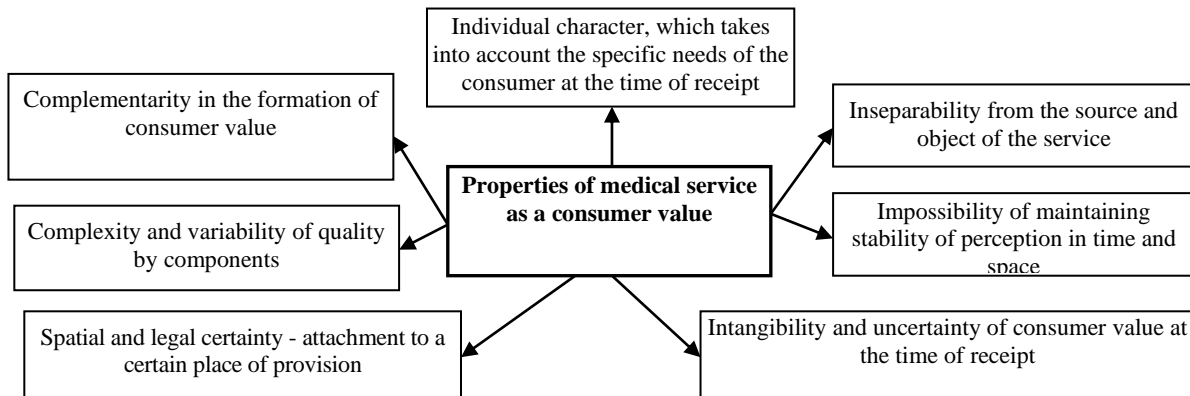 Individual character, which takes
into account the specific needs of the
consumer at the time of receipt
Complementarity in the formation of
consumer value
Inseparability from the source and
object of the service
Properties of medical service
as a consumer value
Complexity and variability of quality
by components
Impossibility of maintaining
stability of perception in time and
space
Spatial and legal certainty - attachment to a
certain place of provision
Intangibility and uncertainty of consumer value at
the time of receipt